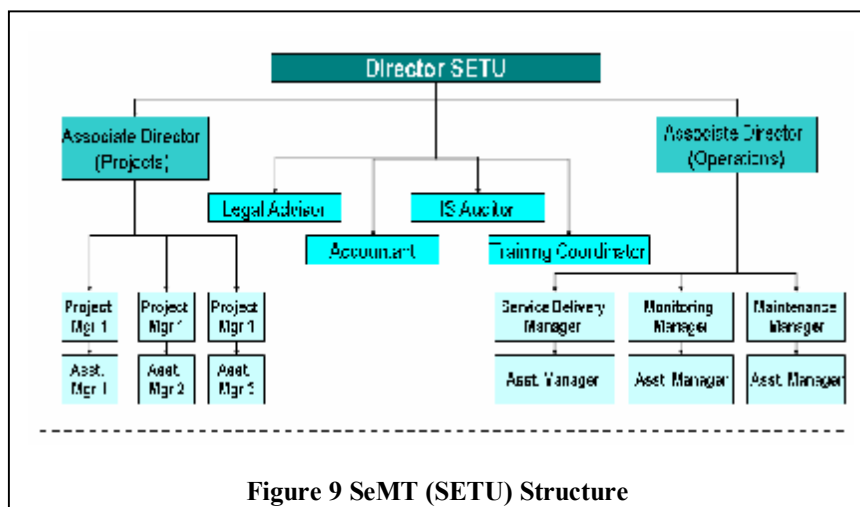 Director SETU
Associate Director
(Projects)
Associate Director
(Operations)
Legal Advisor
IS Auditor
Accountant
Training Coordinator
Project
Mgr 1
Project
Mgr 1
Project
Mgr 1
Service Delivery
Manager
Monitoring
Manager
Maintenance
Manager
Asst.
Mgr 1
Asst.
Mgr 2
Asst.
Mgr 3
Asst. Manager
Asst. Manager
Asst. Manager
Figure 9 SeMT (SETU) Structure